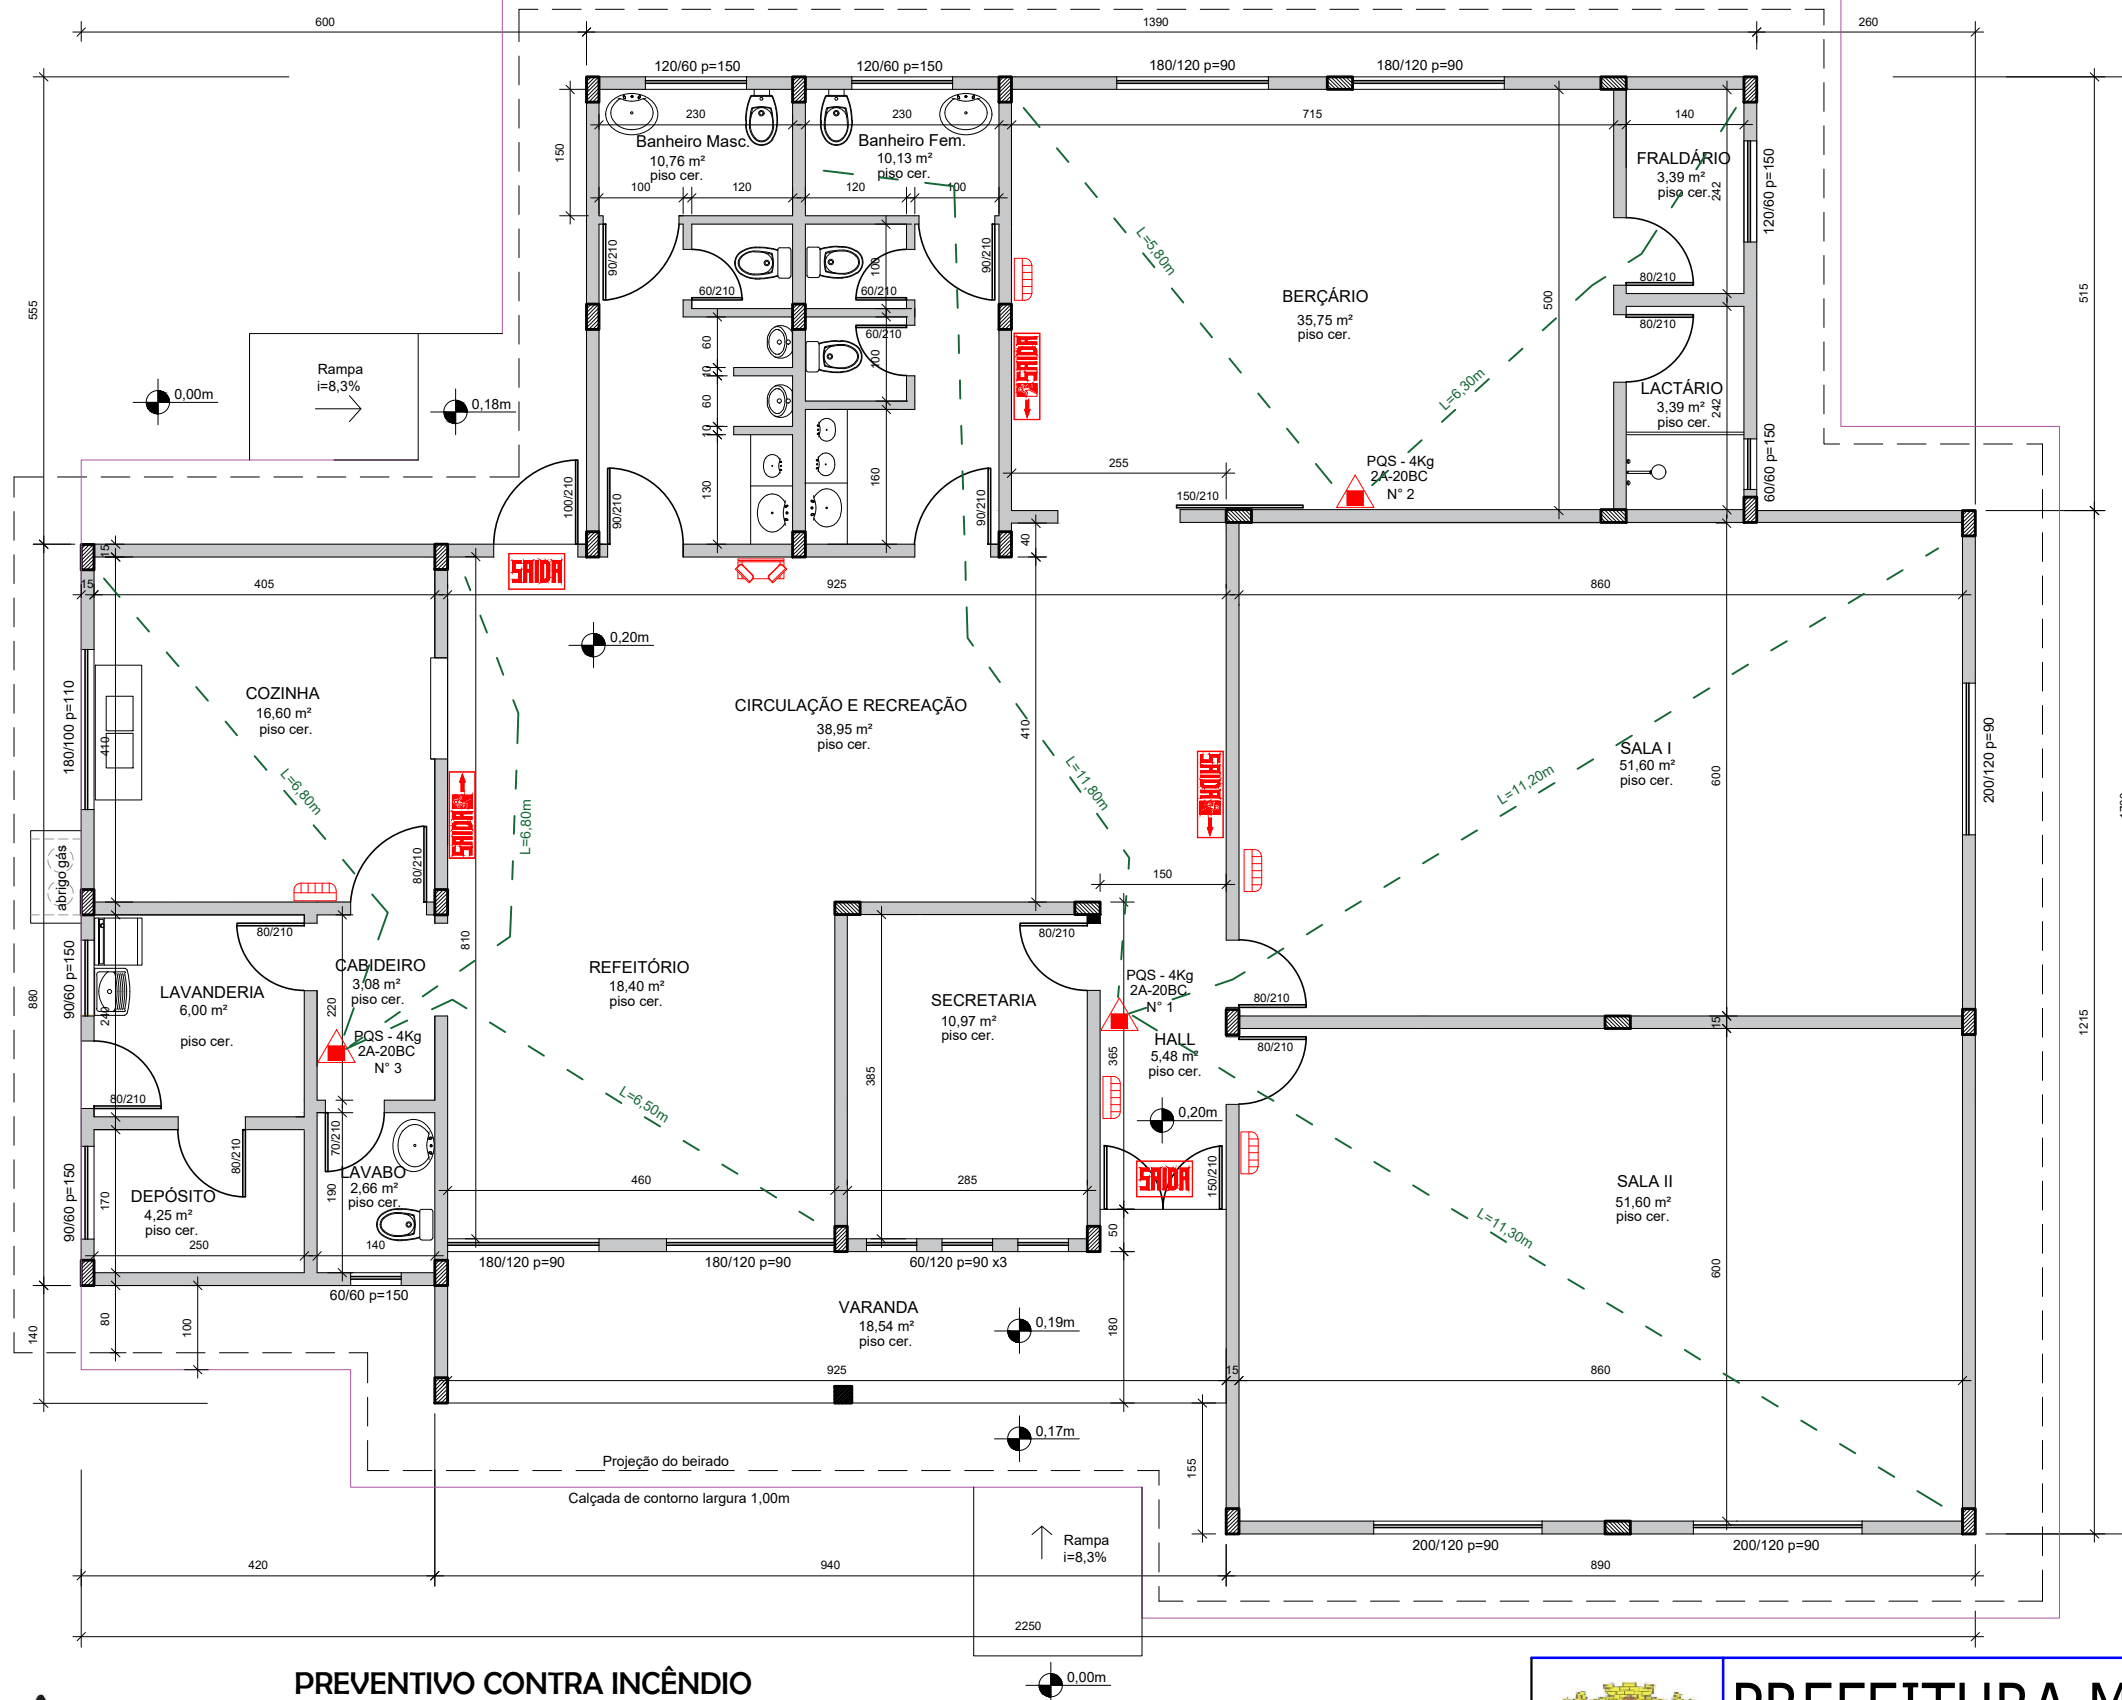 600
1390
260
120/60 p=150
120/60 p=150
180/120 p=90
180/120 p=90
230
230
715
140
Banheiro Masc.
10,76 m²
piso cer.
Banheiro Fem.
10,13 m²
piso cer.
FRALDÁRIO
3,39 m²
piso cer.
242
120/60 p=150
150
100
120
120
100
90/210
90/210
100
60/210
60/210
60/210
80/210
80/210
100
L=5,80m
BERÇÁRIO
35,75 m²
piso cer.
500
555
515
Rampa
i=8,3%
0,00m
0,18m
60
10
60
10
130
160
SAIDA
L=6,30m
LACTÁRIO
3,39 m²
piso cer.
242
60/60 p=150
PQS - 4Kg
2A-20BC
N° 2
255
150/210
100/210
90/210
90/210
40
15
SAIDA
15
405
925
860
0,20m
COZINHA
16,60 m²
piso cer.
180/100 p=110
410
CIRCULAÇÃO E RECREAÇÃO
38,95 m²
piso cer.
410
SALA I
51,60 m²
piso cer.
600
200/120 p=90
L=6,80m
SAIDA
L=6,80m
L=11,80m
SAIDA
L=11,20m
abrigo gás
80/210
150
80/210
80/210
810
CABIDEIRO
3,08 m²
piso cer.
220
REFEITÓRIO
18,40 m²
piso cer.
SECRETARIA
10,97 m²
piso cer.
PQS - 4Kg
2A-20BC
N° 1
LAVANDERIA
6,00 m²
piso cer.
240
90/60 p=150
880
80/210
15
1215
PQS - 4Kg
2A-20BC
N° 3
HALL
5,48 m²
piso cer.
365
80/210
385
80/210
L=6,50m
0,20m
70/210
80/210
LAVABO
2,66 m²
piso cer.
190
DEPÓSITO
4,25 m²
piso cer.
170
90/60 p=150
460
285
SAIDA
150/210
SALA II
51,60 m²
piso cer.
L=11,30m
250
140
50
180/120 p=90
180/120 p=90
60/120 p=90 x3
60/60 p=150
600
VARANDA
18,54 m²
piso cer.
0,19m
180
140
80
100
925
15
860
0,17m
Projeção do beirado
155
Calçada de contorno largura 1,00m
Rampa
i=8,3%
200/120 p=90
200/120 p=90
420
940
890
2250
0,00m
PREVENTIVO CONTRA INCÊNDIO
PREFEITURA M